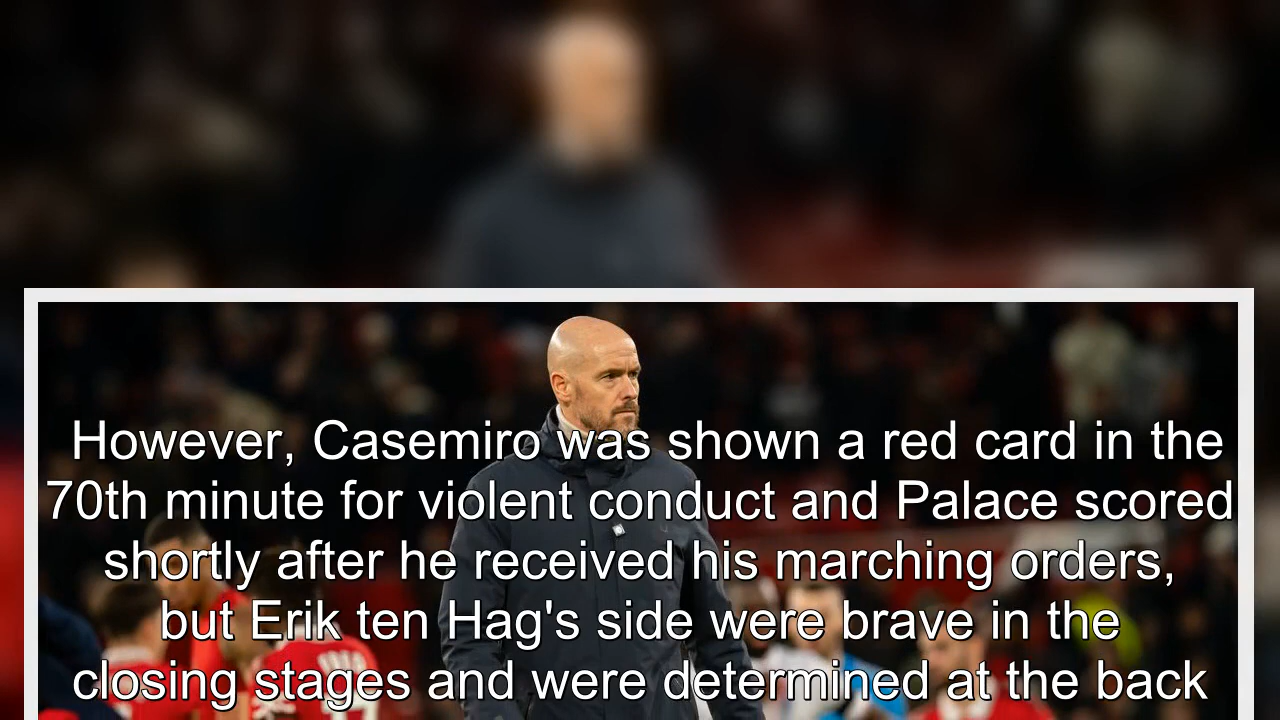 However, Casemiro was shown a red card in the
70th minute for violent conduct and Palace scored
shortly after he received his marching orders,
but Erik ten Hag's side were brave in the
closing stages and were determined at the back